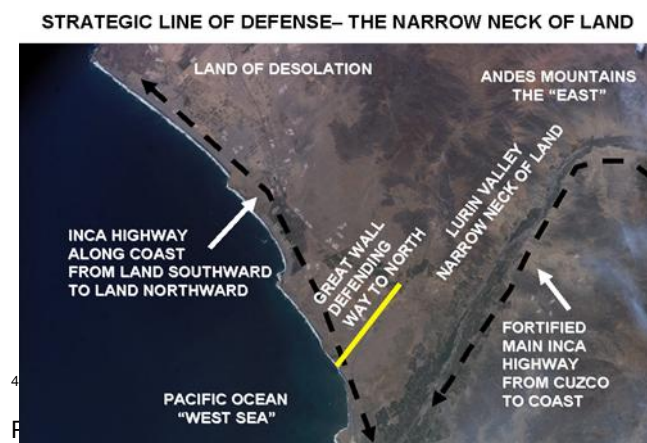 STRATEGIC LINE OF DEFENSE– THE NARROW NECK OF LAND
LAND OF DESOLATION
ANDES MOUNTAINS
THE “EAST”
LURIN VALLEY
NARROW NECK OF LAND
INCA HIGHWAY
ALONG COAST
FROM LAND SOUTHWARD
TO LAND NORTHWARD
GREAT WALL
DEFENDING
WAY TO NORTH
FORTIFIED
MAIN INCA
HIGHWAY
FROM CUZCO
TO COAST
PACIFIC OCEAN
“WEST SEA”
4